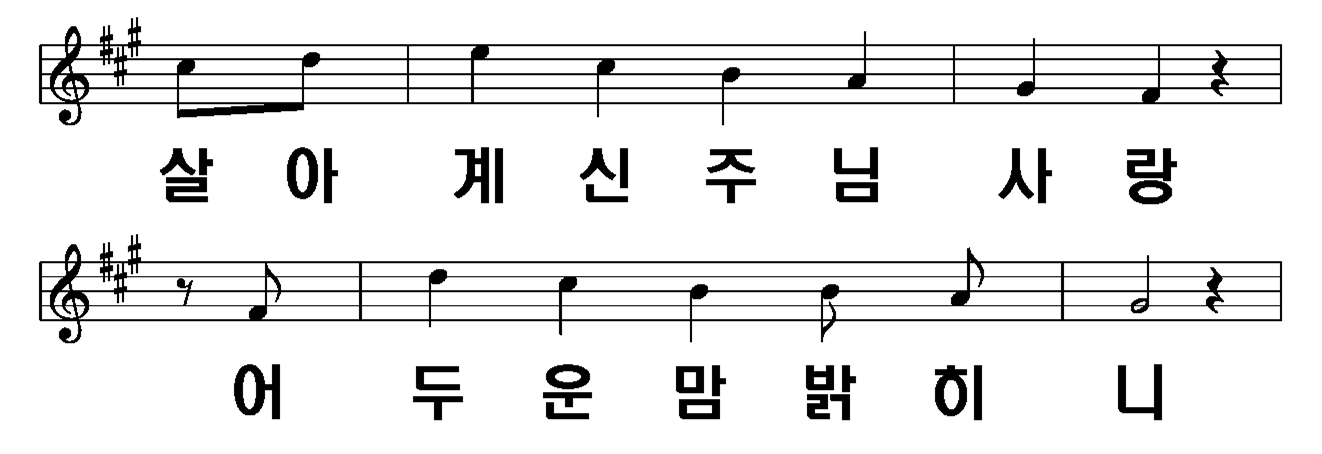 살 아 계 신 주 님 사 랑
어 두 운 맘 밝 히 니